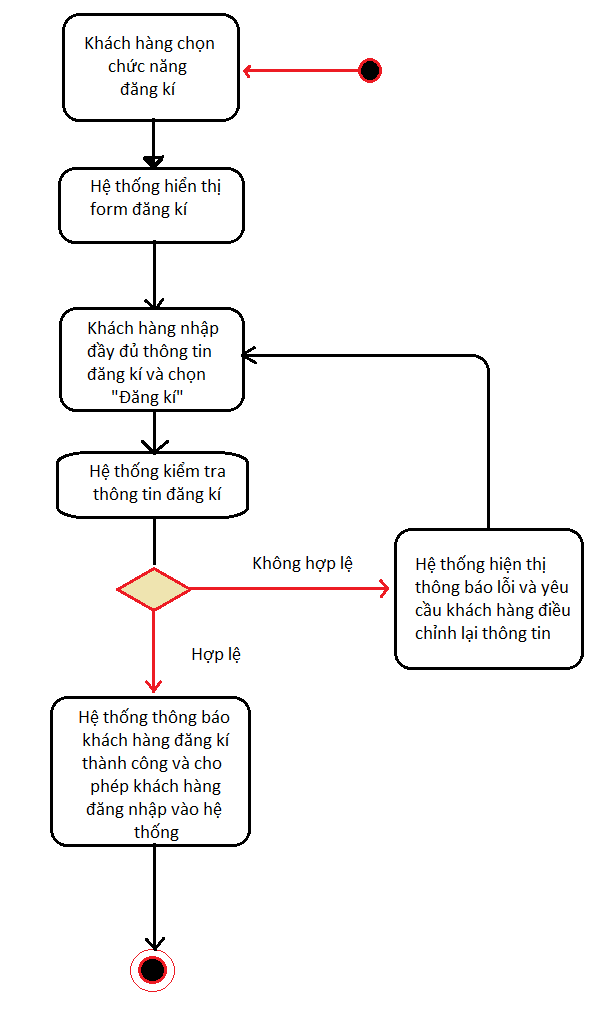 Khách hàng chọn
chức năng
đăng kí
Hệ thống hiển thị
form đăng kí
Khách hàng nhập
đầy đủ thông tin
đăng kí và chọn
"Đăng kí"
Hệ thống kiểm tra
thông tin đăng kí
Không hợp lệ
Hệ thống hiện thị
thông báo lỗi và yêu
cầu khách hàng điều
chỉnh lại thông tin
Hợp lệ
Hệ thống thông báo
khách hàng đăng kí
thành công và cho
phép khách hàng
đăng nhập vào hệ
thống